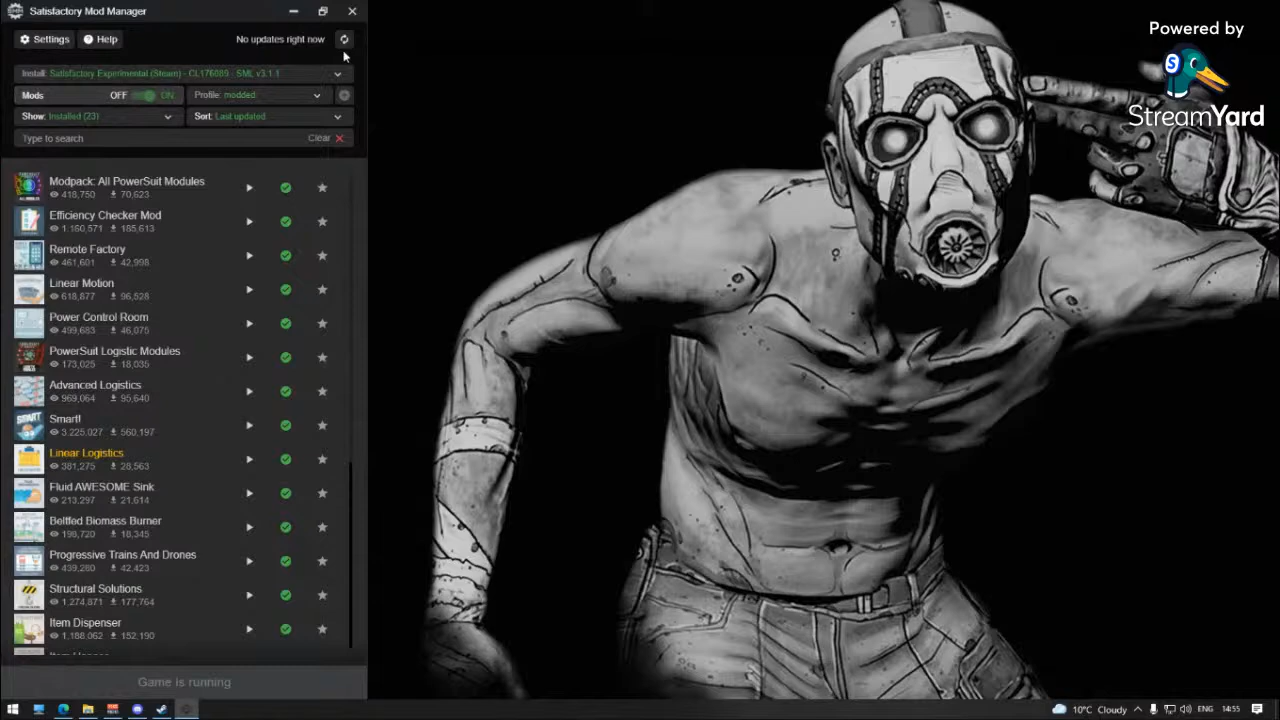 Satisfactory Mod Manager
Settings
Help
No updates right now
Install: Satisfactory Experimental (Steam) - CL176089 - SML v3.1.1
Mods
OFF
ON
Profile: modded
Show: Installed (23)
Sort: Last updated
Type to search
Clear
Modpack: All PowerSuit Modules
418,750 70,623
Efficiency Checker Mod
1,160,571 185,613
Remote Factory
461,601 42,998
Linear Motion
618,877 96,528
Power Control Room
499,683 46,075
PowerSuit Logistic Modules
173,025 18,035
Advanced Logistics
969,064 95,640
Smart!
3,225,027 560,197
Linear Logistics
381,275 28,563
Fluid AWESOME Sink
213,297 21,614
Beltfed Biomass Burner
198,720 18,345
Progressive Trains And Drones
439,280 42,423
Structural Solutions
1,274,871 177,764
Item Dispenser
1,188,062 152,190
Game is running
Powered by
StreamYard
10°C Cloudy
ENG
14:55